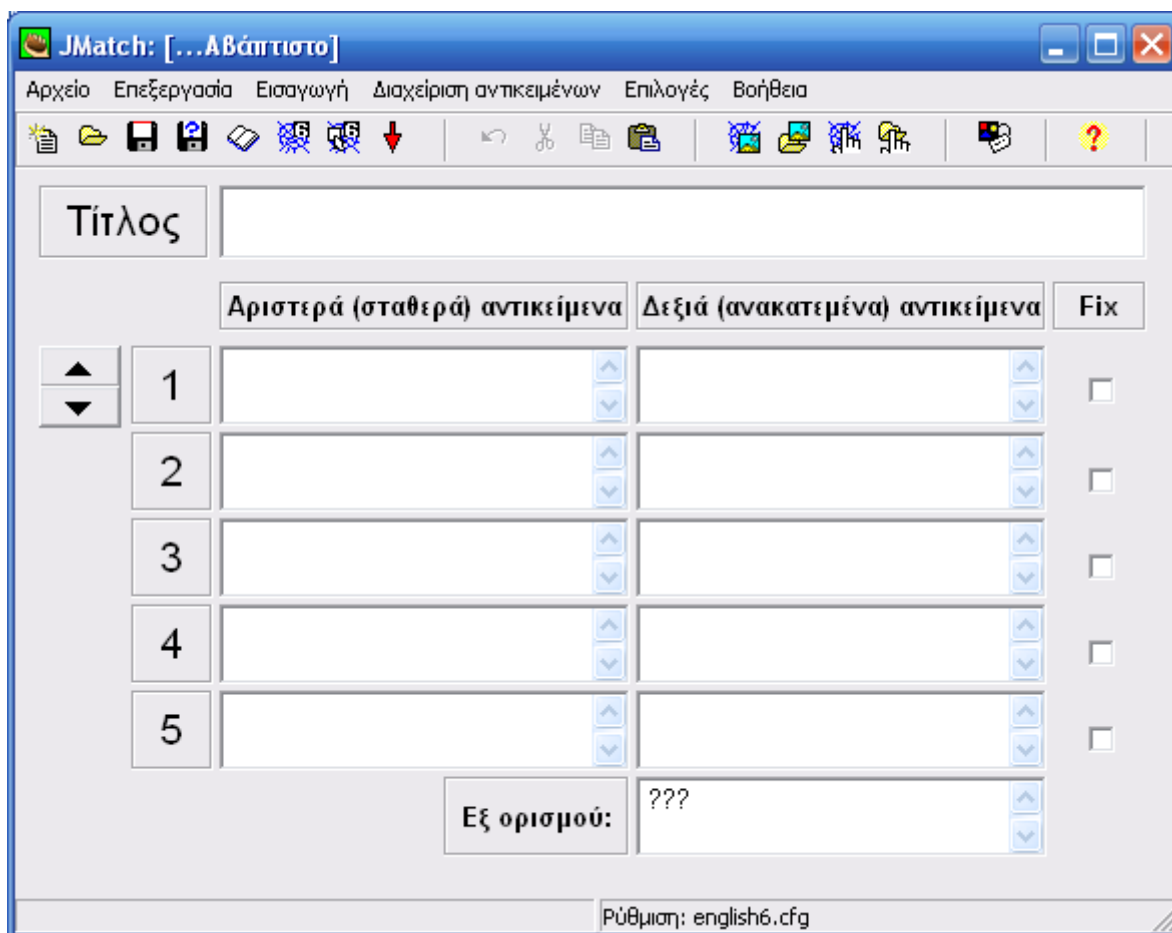 JMatch: [...Αβάπτιστο]
Αρχείο Επεξεργασία Εισαγωγή Διαχείριση αντικειμένων Επιλογές Βοήθεια
Τίτλος
Αριστερά (σταθερά) αντικείμενα Δεξιά (ανακατεμένα) αντικείμενα Fix
1
2
3
4
5
Εξ ορισμού: ???
Ρύθμιση: english6.cfg